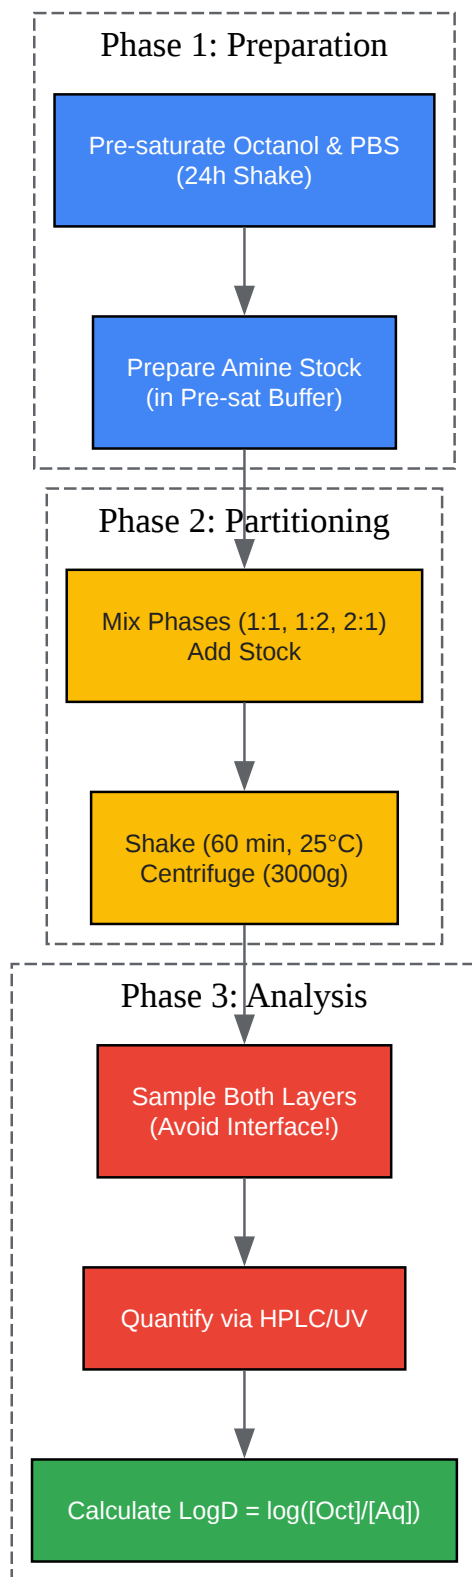 Phase 1: Preparation
Pre-saturate Octanol & PBS
(24h Shake)
Prepare Amine Stock
(in Pre-sat Buffer)
Phase 2: Partitioning
Mix Phases (1:1, 1:2, 2:1)
Add Stock
Shake (60 min, 25°C)
Centrifuge (3000g)
Phase 3: Analysis
Sample Both Layers
(Avoid Interface!)
Quantify via HPLC/UV
Calculate LogD = log([Oct]/[Aq])